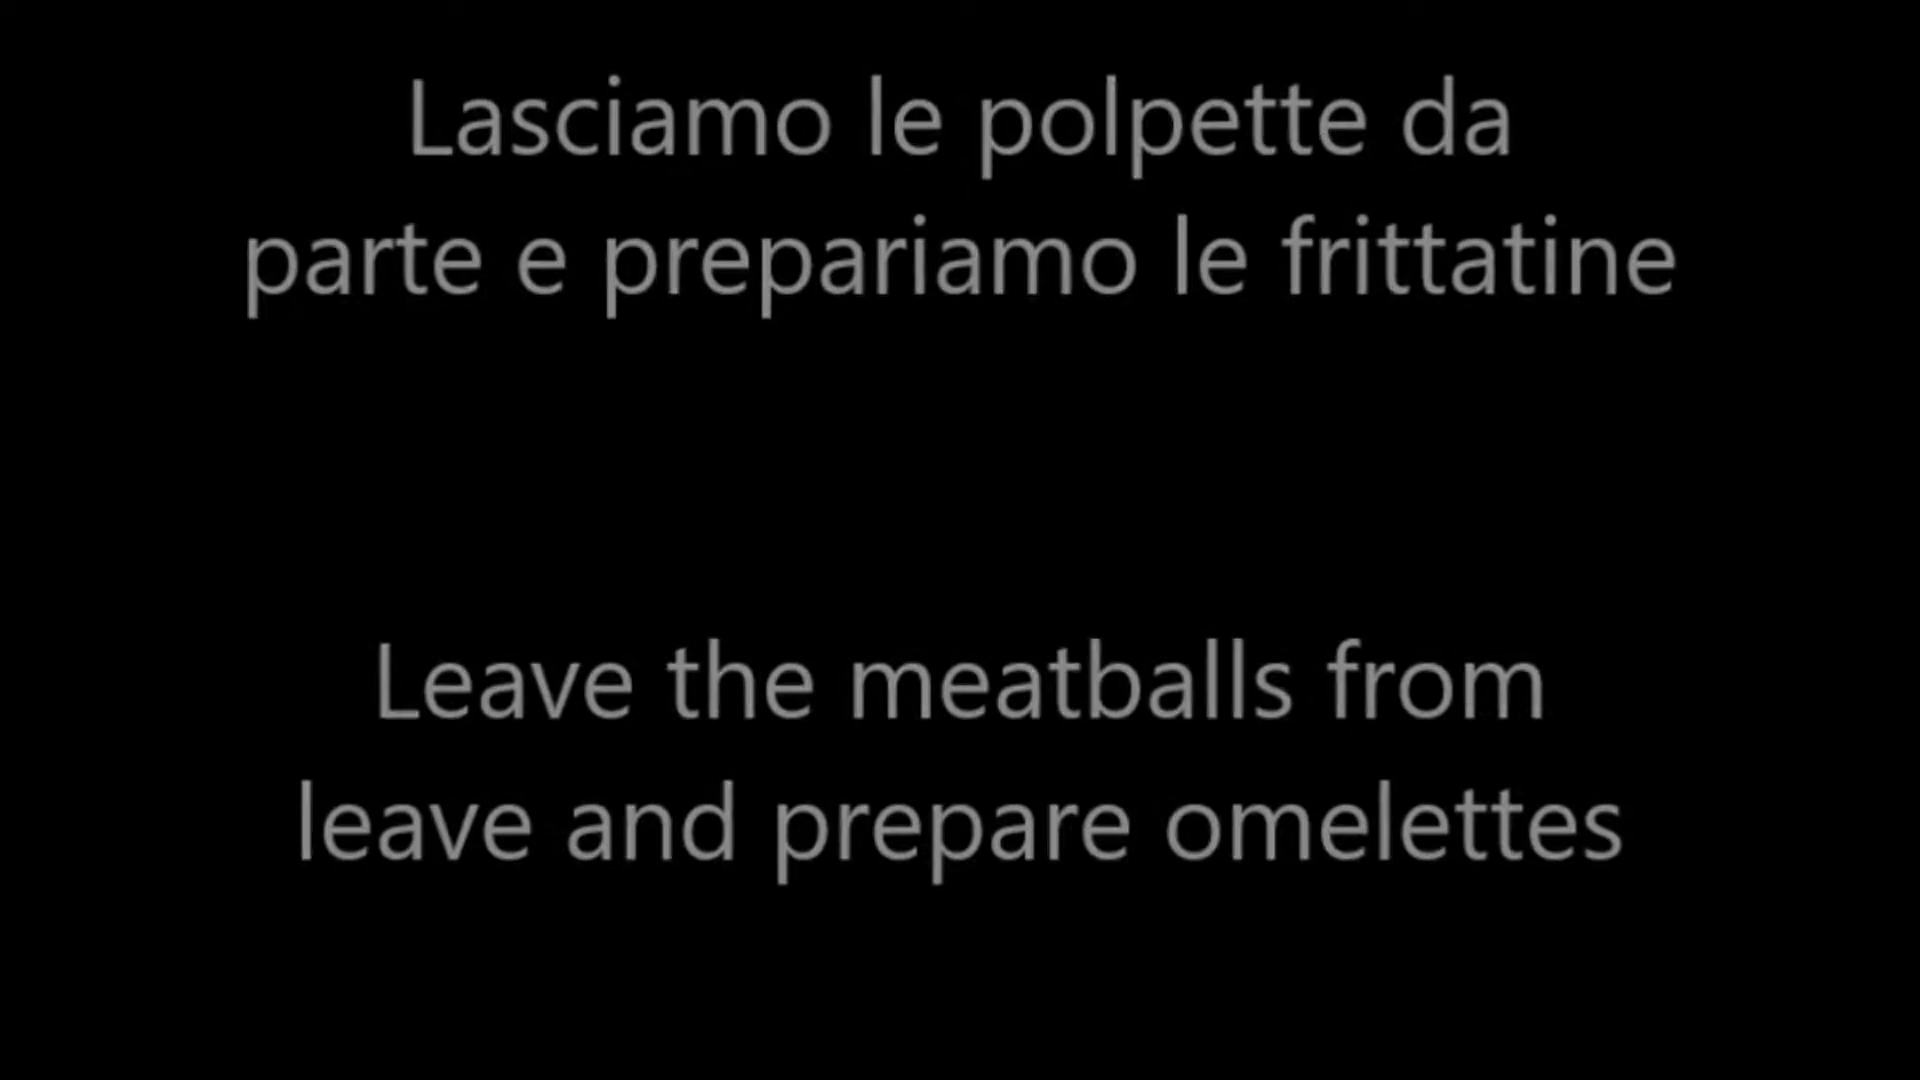 Lasciamo le polpette da
parte e prepariamo le frittatine
Leave the meatballs from
leave and prepare omelettes